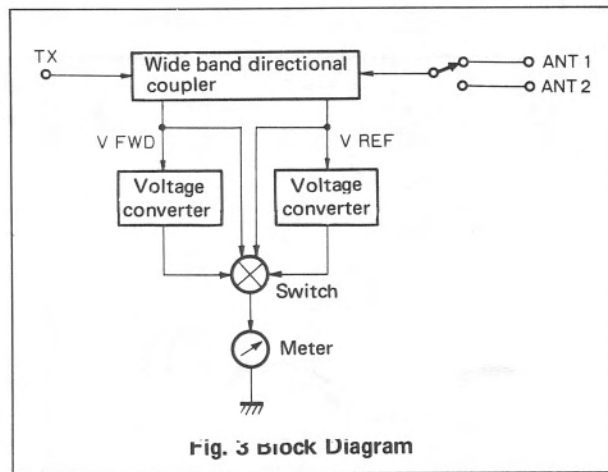 TX
Wide band directional
coupler
ANT 1
ANT 2
V FWD
V REF
Voltage
converter
Voltage
converter
Switch
Meter
Fig. 3 Block Diagram